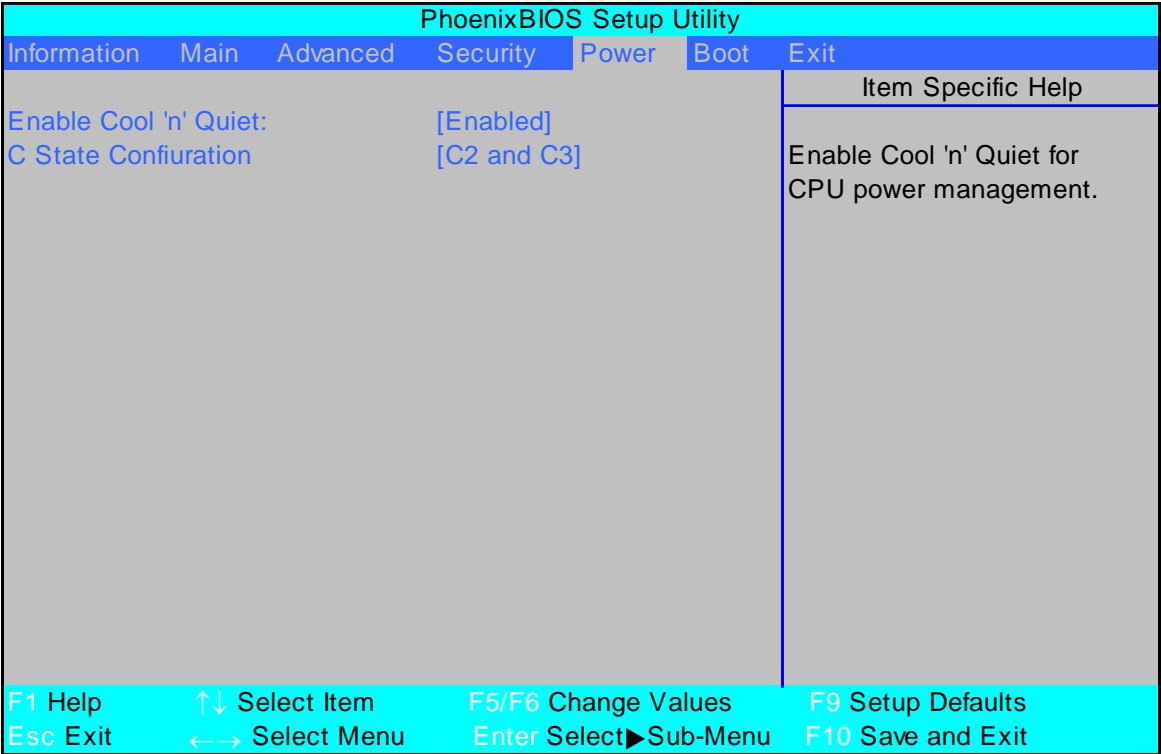 PhoenixBIOS Setup Utility
Information Main Advanced Security Power Boot Exit
Item Specific Help
Enable Cool 'n' Quiet: [Enabled]
C State Confiuration [C2 and C3]
Enable Cool 'n' Quiet for
CPU power management.
F1 Help ↑↓ Select Item F5/F6 Change Values F9 Setup Defaults
Esc Exit ←→ Select Menu Enter Select▶Sub-Menu F10 Save and Exit